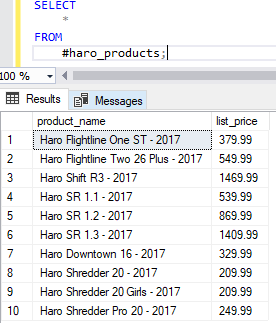 SELECT
*
FROM
#haro_products;
100 %
Results Messages
product_name list_price
1 Haro Flightline One ST - 2017 379.99
2 Haro Flightline Two 26 Plus - 2017 549.99
3 Haro Shift R3 - 2017 1469.99
4 Haro SR 1.1 - 2017 539.99
5 Haro SR 1.2 - 2017 869.99
6 Haro SR 1.3 - 2017 1409.99
7 Haro Downtown 16 - 2017 329.99
8 Haro Shredder 20 - 2017 209.99
9 Haro Shredder 20 Girls - 2017 209.99
10 Haro Shredder Pro 20 - 2017 249.99